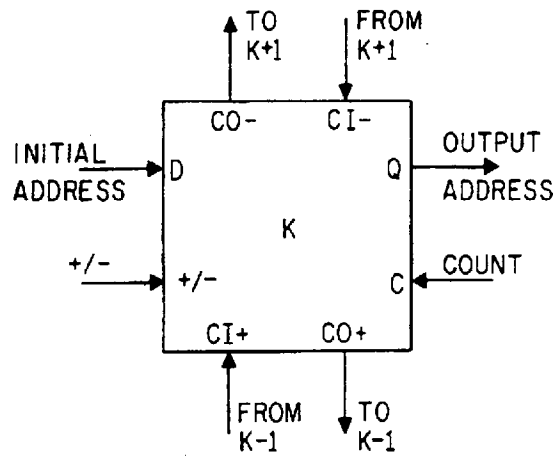 TO
K+1
FROM
K+1
CO-
CI-
INITIAL
ADDRESS
D
Q
OUTPUT
ADDRESS
K
+/-
+/-
C
COUNT
CI+
CO+
FROM
K-1
TO
K-1